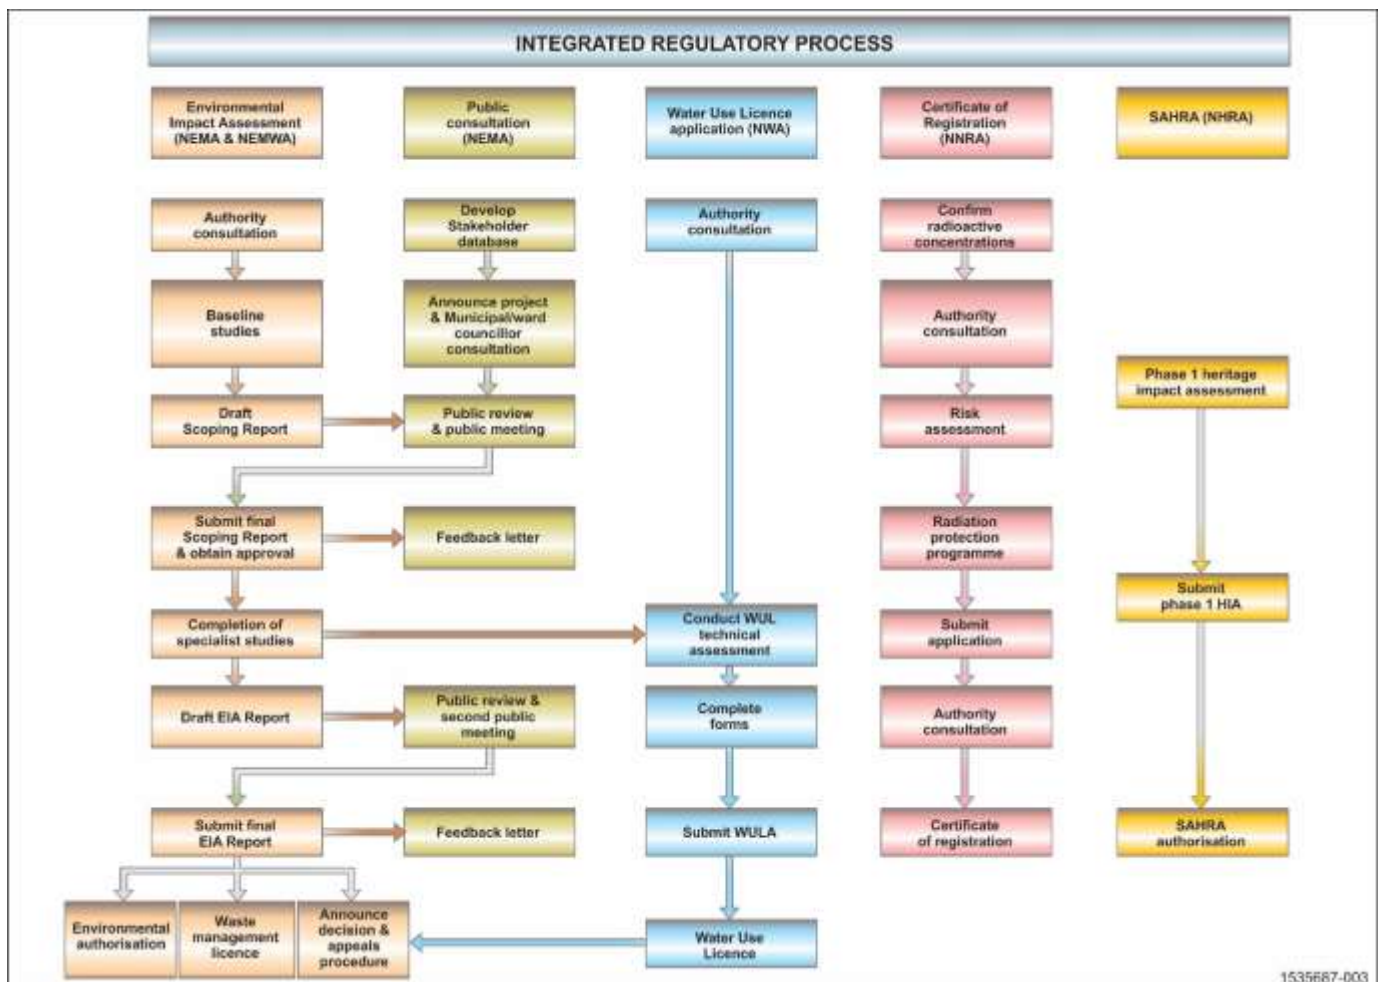 INTEGRATED REGULATORY PROCESS
Environmental
Impact Assessment
(NEMA & NEMWA)
Public
consultation
(NEMA)
Water Use Licence
application (NWA)
Certificate of
Registration
(NNRA)
SAHRA (NHRA)
Authority
consultation
Develop
Stakeholder
database
Authority
consultation
Confirm
radioactive
concentrations
Baseline
studies
Announce project
& Municipal/ward
councillor
consultation
Authority
consultation
Phase 1 heritage
impact assessment
Draft
Scoping Report
Public review
& public meeting
Risk
assessment
Submit final
Scoping Report
& obtain approval
Feedback letter
Radiation
protection
programme
Submit
phase 1 HIA
Completion of
specialist studies
Conduct WUL
technical
assessment
Submit
application
Draft EIA Report
Public review &
second public
meeting
Complete
forms
Authority
consultation
Submit final
EIA Report
Feedback letter
Submit WULA
Certificate
of registration
SAHRA
authorisation
Environmental
authorisation
Waste
management
licence
Announce
decision &
appeals
procedure
Water Use
Licence
1535687-003